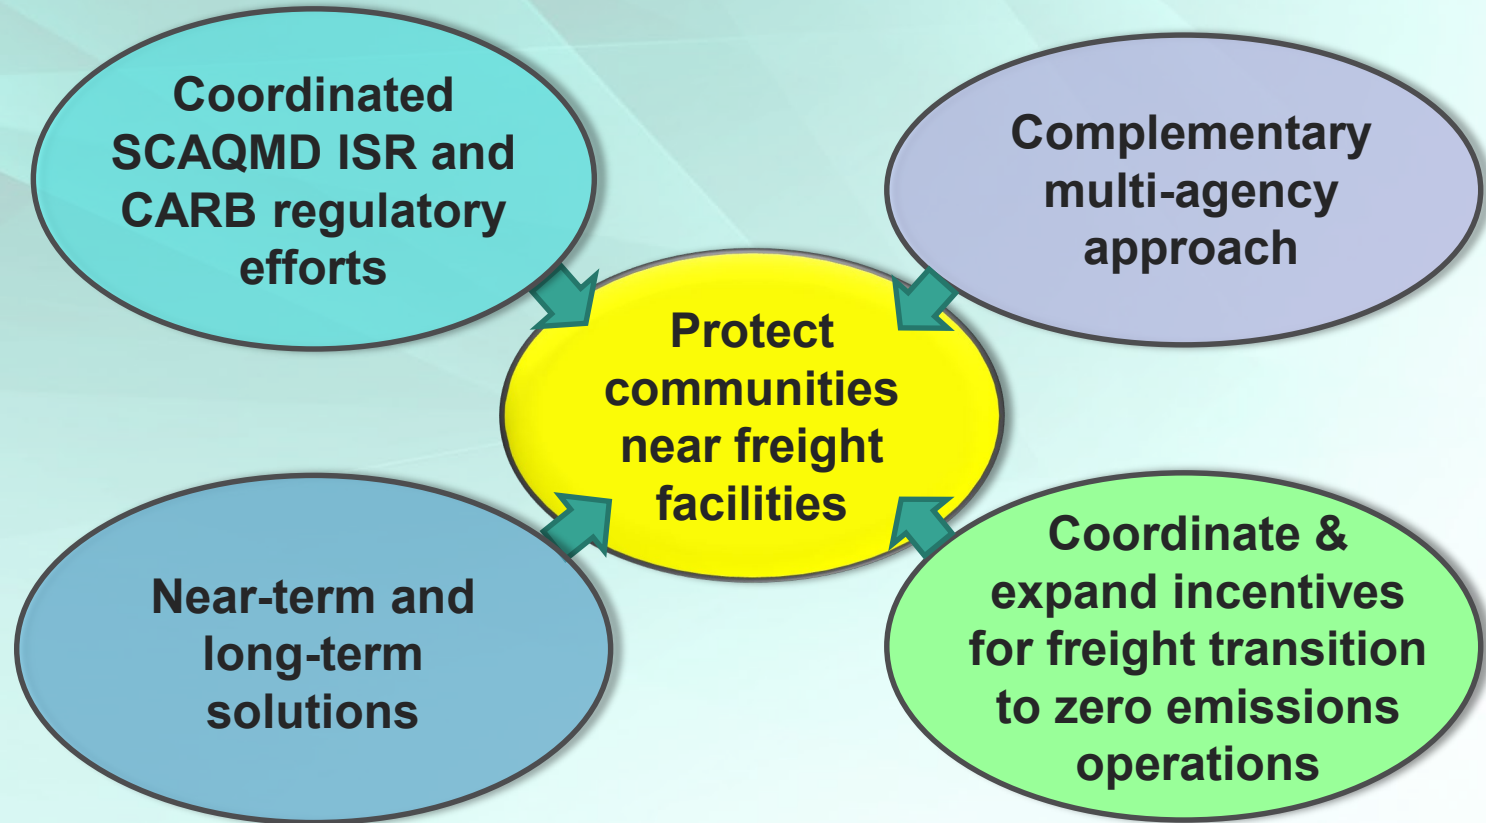 Coordinated
SCAQMD ISR and
CARB regulatory
efforts
Complementary
multi-agency
approach
Protect
communities
near freight
facilities
Near-term and
long-term
solutions
Coordinate &
expand incentives
for freight transition
to zero emissions
operations